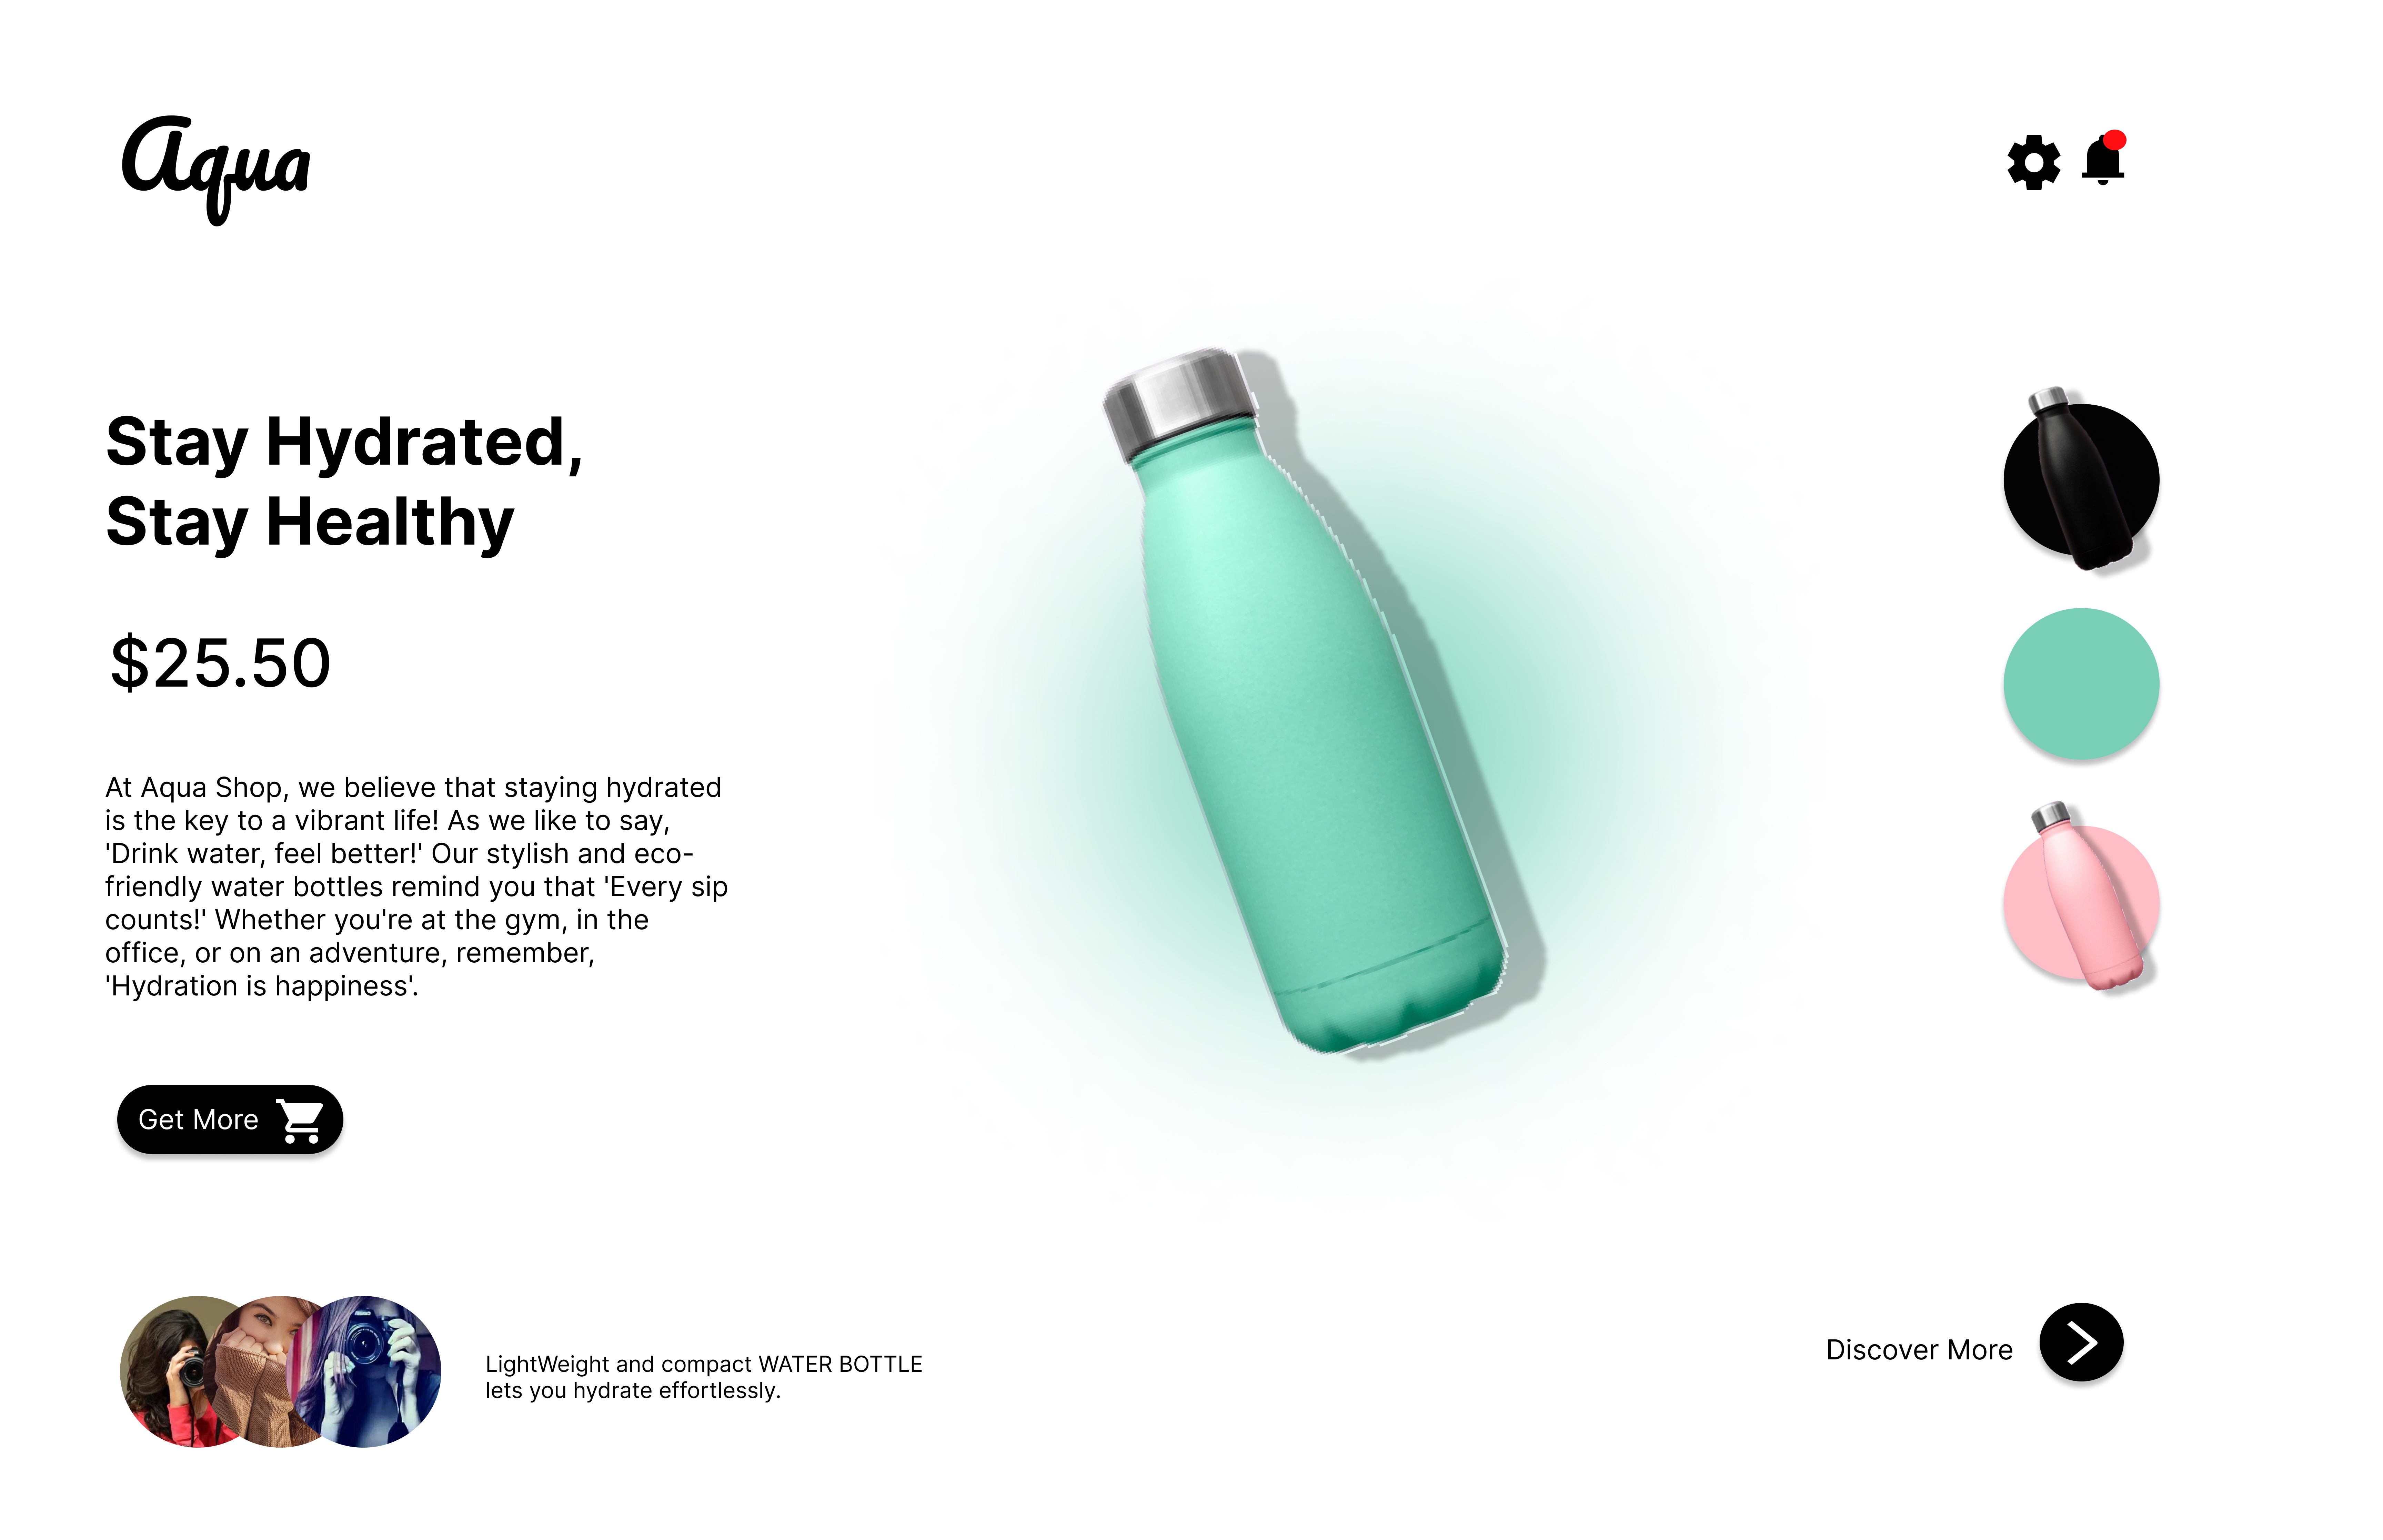 Aqua
Stay Hydrated,
Stay Healthy
$25.50
At Aqua Shop, we believe that staying hydrated
is the key to a vibrant life! As we like to say,
'Drink water, feel better!' Our stylish and eco-
friendly water bottles remind you that 'Every sip
counts!' Whether you're at the gym, in the
office, or on an adventure, remember,
'Hydration is happiness'.
Get More
LightWeight and compact WATER BOTTLE
lets you hydrate effortlessly.
Discover More